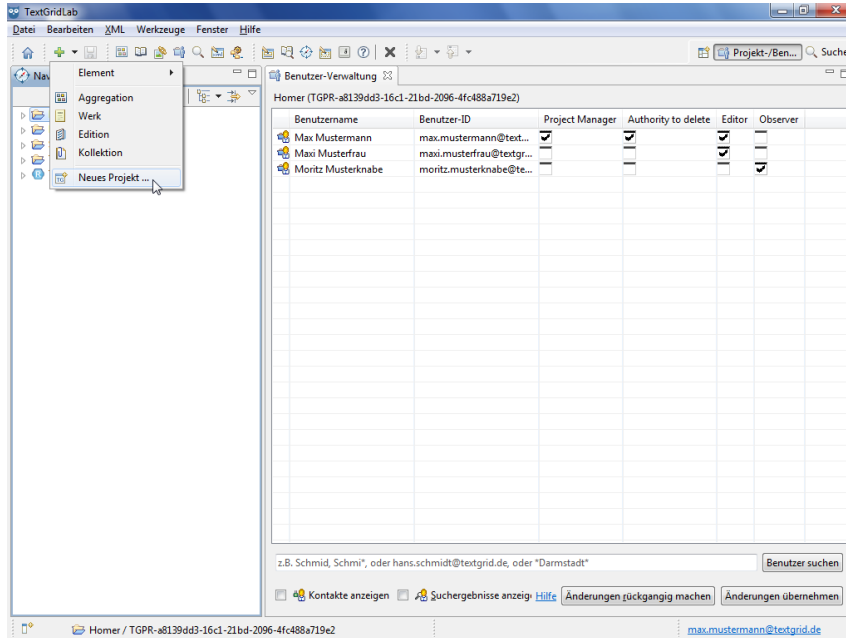 TextGridLab
Datei Bearbeiten XML Werkzeuge Fenster Hilfe
Projekt-/Ben... Suche
Nav
Element
Aggregation
Werk
Edition
Kollektion
Neues Projekt ...
Benutzer-Verwaltung
Homer (TGPR-a8139dd3-16c1-21bd-2096-4fc488a719e2)
Benutzername Benutzer-ID Project Manager Authority to delete Editor Observer
Max Mustermann max.mustermann@text...
Maxi Musterfrau maxi.musterfrau@textgr...
Moritz Musterknabe moritz.musterknabe@te...
z.B. Schmid, Schmi*, oder hans.schmidt@textgrid.de, oder *Darmstadt*
Benutzer suchen
Kontakte anzeigen Suchergebnisse anzeig Hilfe Änderungen rückgangig machen Änderungen übernehmen
Homer / TGPR-a8139dd3-16c1-21bd-2096-4fc488a719e2 max.mustermann@textgrid.de